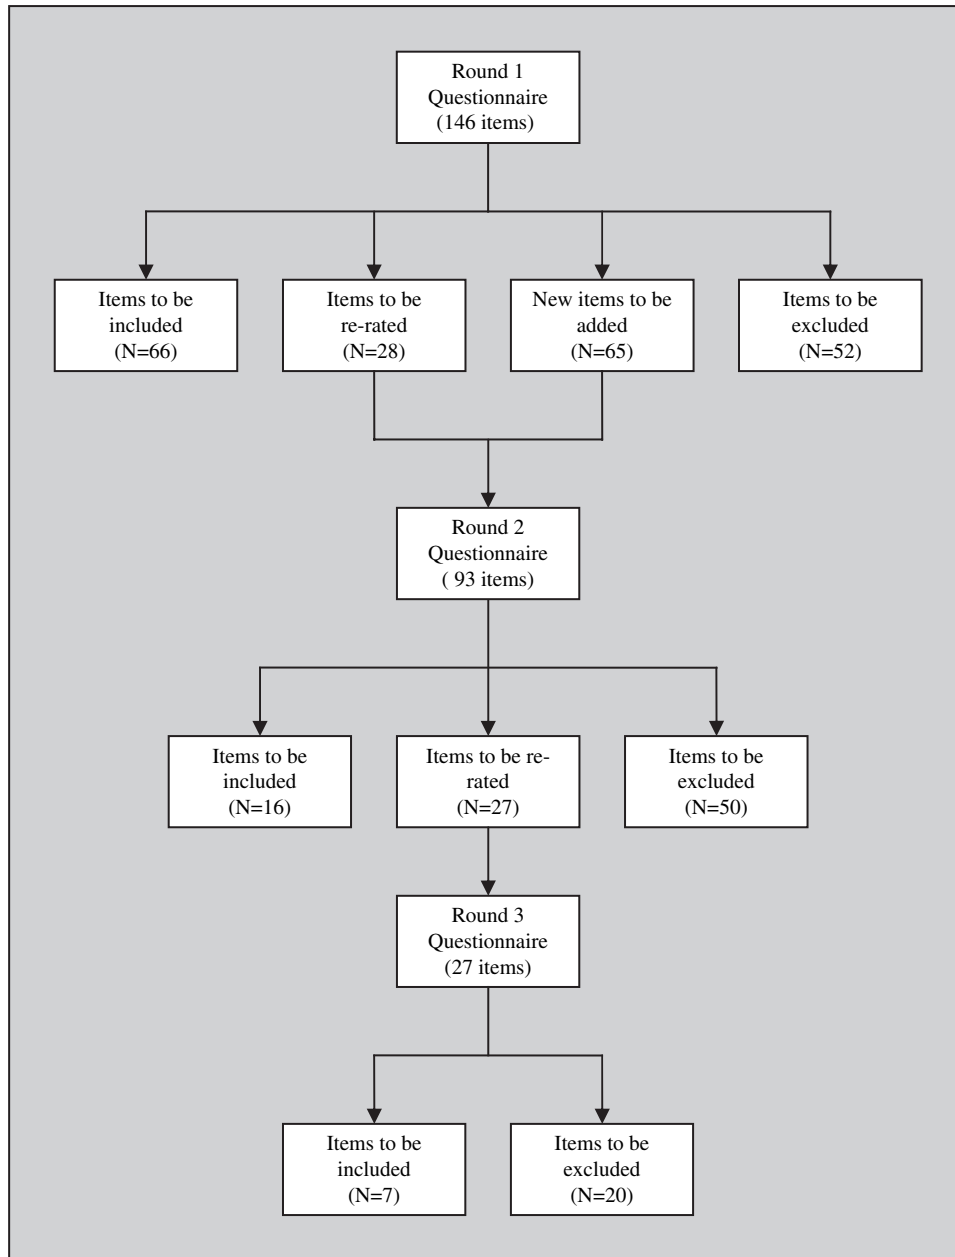 Round 1
Questionnaire
(146 items)
Items to be
included
(N=66)
Items to be
re-rated
(N=28)
New items to be
added
(N=65)
Items to be
excluded
(N=52)
Round 2
Questionnaire
( 93 items)
Items to be
included
(N=16)
Items to be re-
rated
(N=27)
Items to be
excluded
(N=50)
Round 3
Questionnaire
(27 items)
Items to be
included
(N=7)
Items to be
excluded
(N=20)